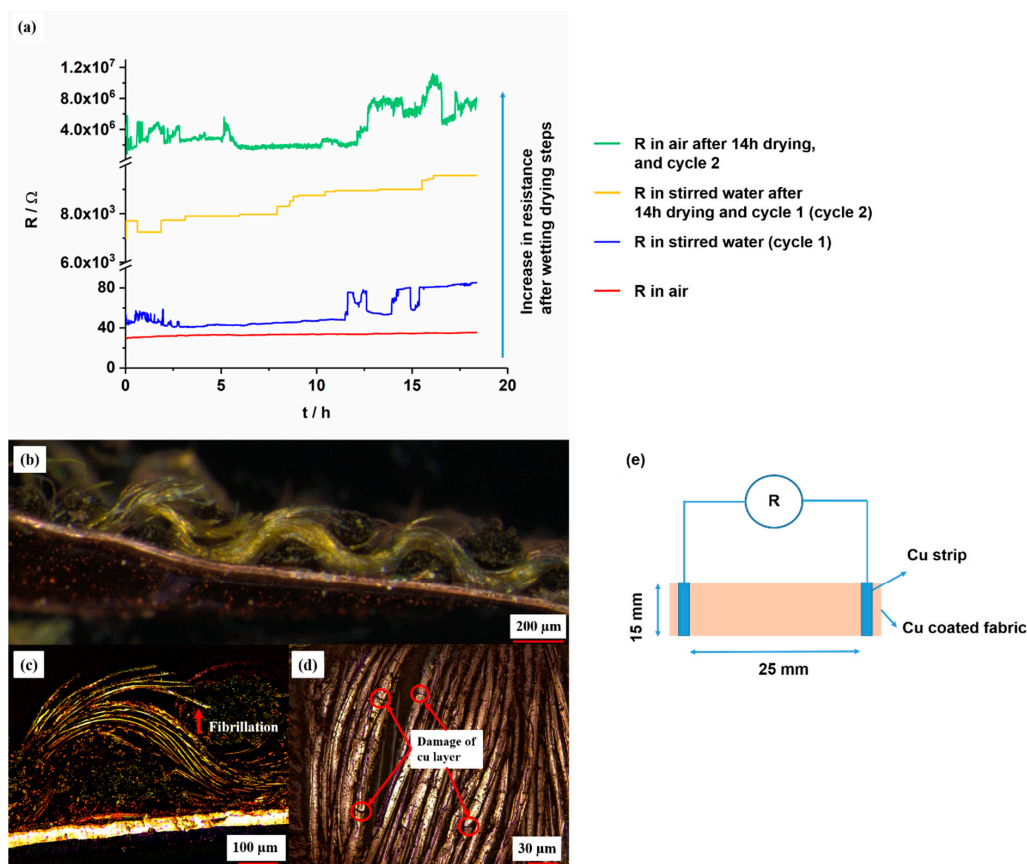 (a)
1.2x10⁷
8.0x10⁶
4.0x10⁶
8.0x10³
6.0x10³
80
40
0
R / Ω
0 5 10 15 20
t / h
Increase in resistance
after wetting drying steps
R in air after 14h drying,
and cycle 2
R in stirred water after
14h drying and cycle 1 (cycle 2)
R in stirred water (cycle 1)
R in air
(b)
200 µm
(c)
Fibrillation
100 µm
(d)
Damage of
cu layer
30 µm
(e)
R
Cu strip
15 mm
Cu coated fabric
25 mm